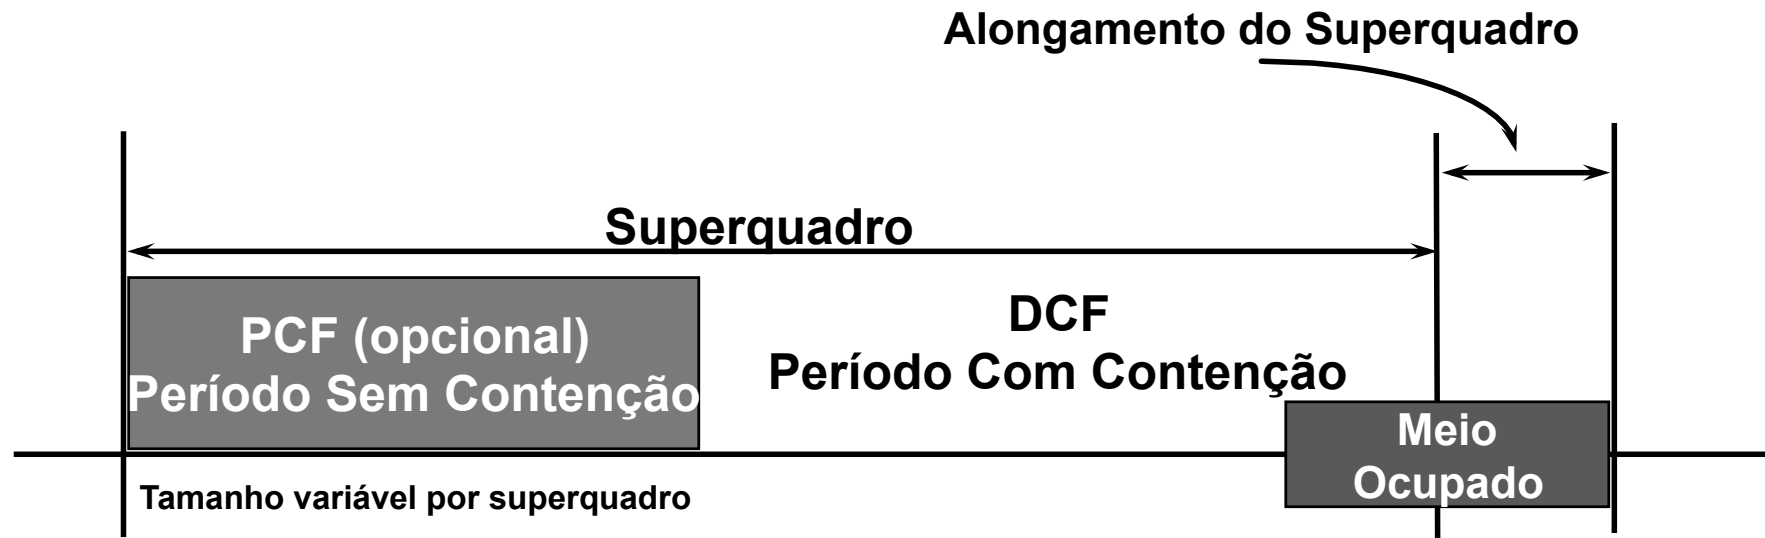 Alongamento do Superquadro
Superquadro
PCF (opcional)
Período Sem Contenção
DCF
Período Com Contenção
Meio
Ocupado
Tamanho variável por superquadro